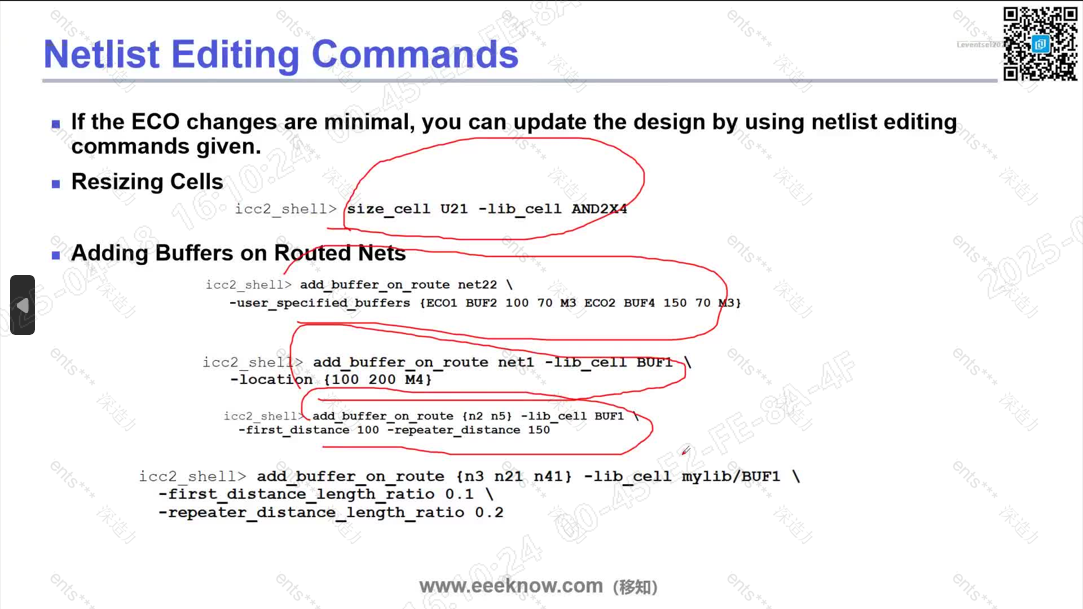 Netlist Editing Commands
If the ECO changes are minimal, you can update the design by using netlist editing
commands given.
Resizing Cells
icc2_shell> size_cell U21 -lib_cell AND2X4
Adding Buffers on Routed Nets
icc2_shell> add_buffer_on_route net22 \
-user_specified_buffers {ECO1 BUF2 100 70 M3 ECO2 BUF4 150 70 M3}
icc2_shell> add_buffer_on_route net1 -lib_cell BUF1 \
-location {100 200 M4}
icc2_shell> add_buffer_on_route {n2 n5} -lib_cell BUF1 \
-first_distance 100 -repeater_distance 150
icc2_shell> add_buffer_on_route {n3 n21 n41} -lib_cell mylib/BUF1 \
-first_distance_length_ratio 0.1 \
-repeater_distance_length_ratio 0.2
www.eeeknow.com (移知)